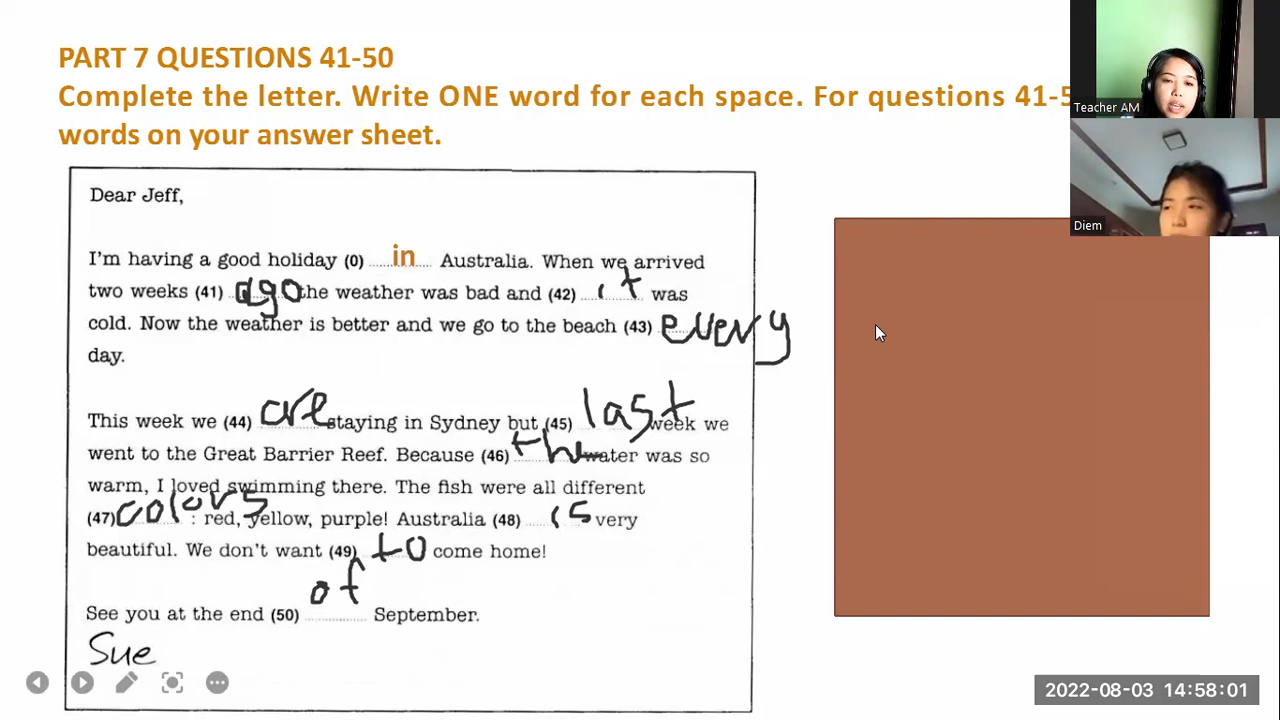 PART 7 QUESTIONS 41-50
Complete the letter. Write ONE word for each space. For questions 41-5
words on your answer sheet.
Teacher AM
Diem
Dear Jeff,
I'm having a good holiday (0) in Australia. When we arrived
two weeks (41) ago the weather was bad and (42) it was
cold. Now the weather is better and we go to the beach (43) every
day.
This week we (44) are staying in Sydney but (45) last week we
went to the Great Barrier Reef. Because (46) the water was so
warm, I loved swimming there. The fish were all different
(47) colors : red, yellow, purple! Australia (48) is very
beautiful. We don't want (49) to come home!
See you at the end (50) of September.
Sue
2022-08-03 14:58:01